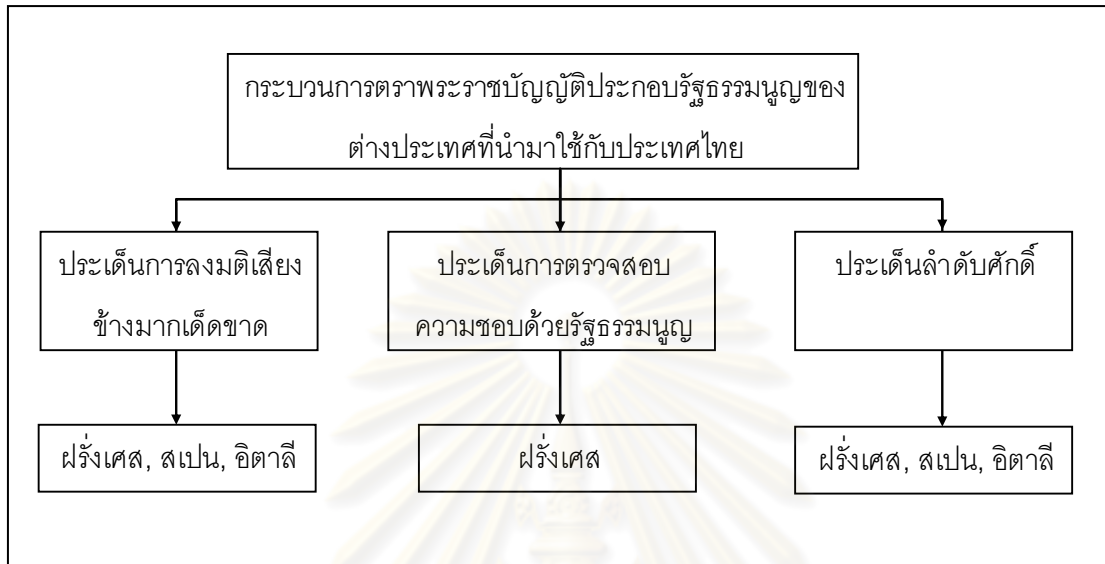 กระบวนการตราพระราชบัญญัติประกอบรัฐธรรมนูญของ
ต่างประเทศที่นำมาใช้กับประเทศไทย
ประเด็นการลงมติเสียง
ข้างมากเด็ดขาด
ประเด็นการตรวจสอบ
ความชอบด้วยรัฐธรรมนูญ
ประเด็นลำดับศักดิ์
ฝรั่งเศส, สเปน, อิตาลี
ฝรั่งเศส
ฝรั่งเศส, สเปน, อิตาลี